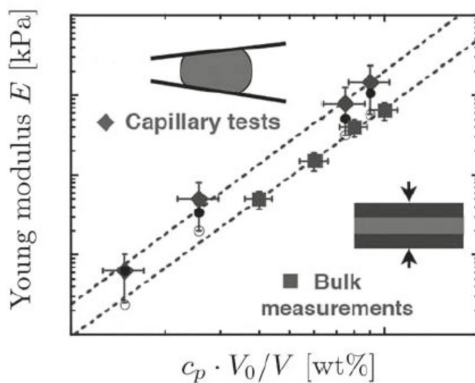 Young modulus E [kPa]
Capillary tests
Bulk
measurements
c_p · V_0/V [wt%]